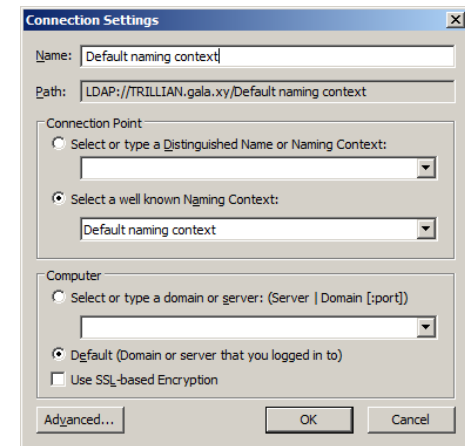 Connection Settings
Name: Default naming context
Path: LDAP://TRILLIAN.gala.xy/Default naming context
Connection Point
Select or type a Distinguished Name or Naming Context:
Select a well known Naming Context:
Default naming context
Computer
Select or type a domain or server: (Server | Domain [:port])
Default (Domain or server that you logged in to)
Use SSL-based Encryption
Advanced... OK Cancel